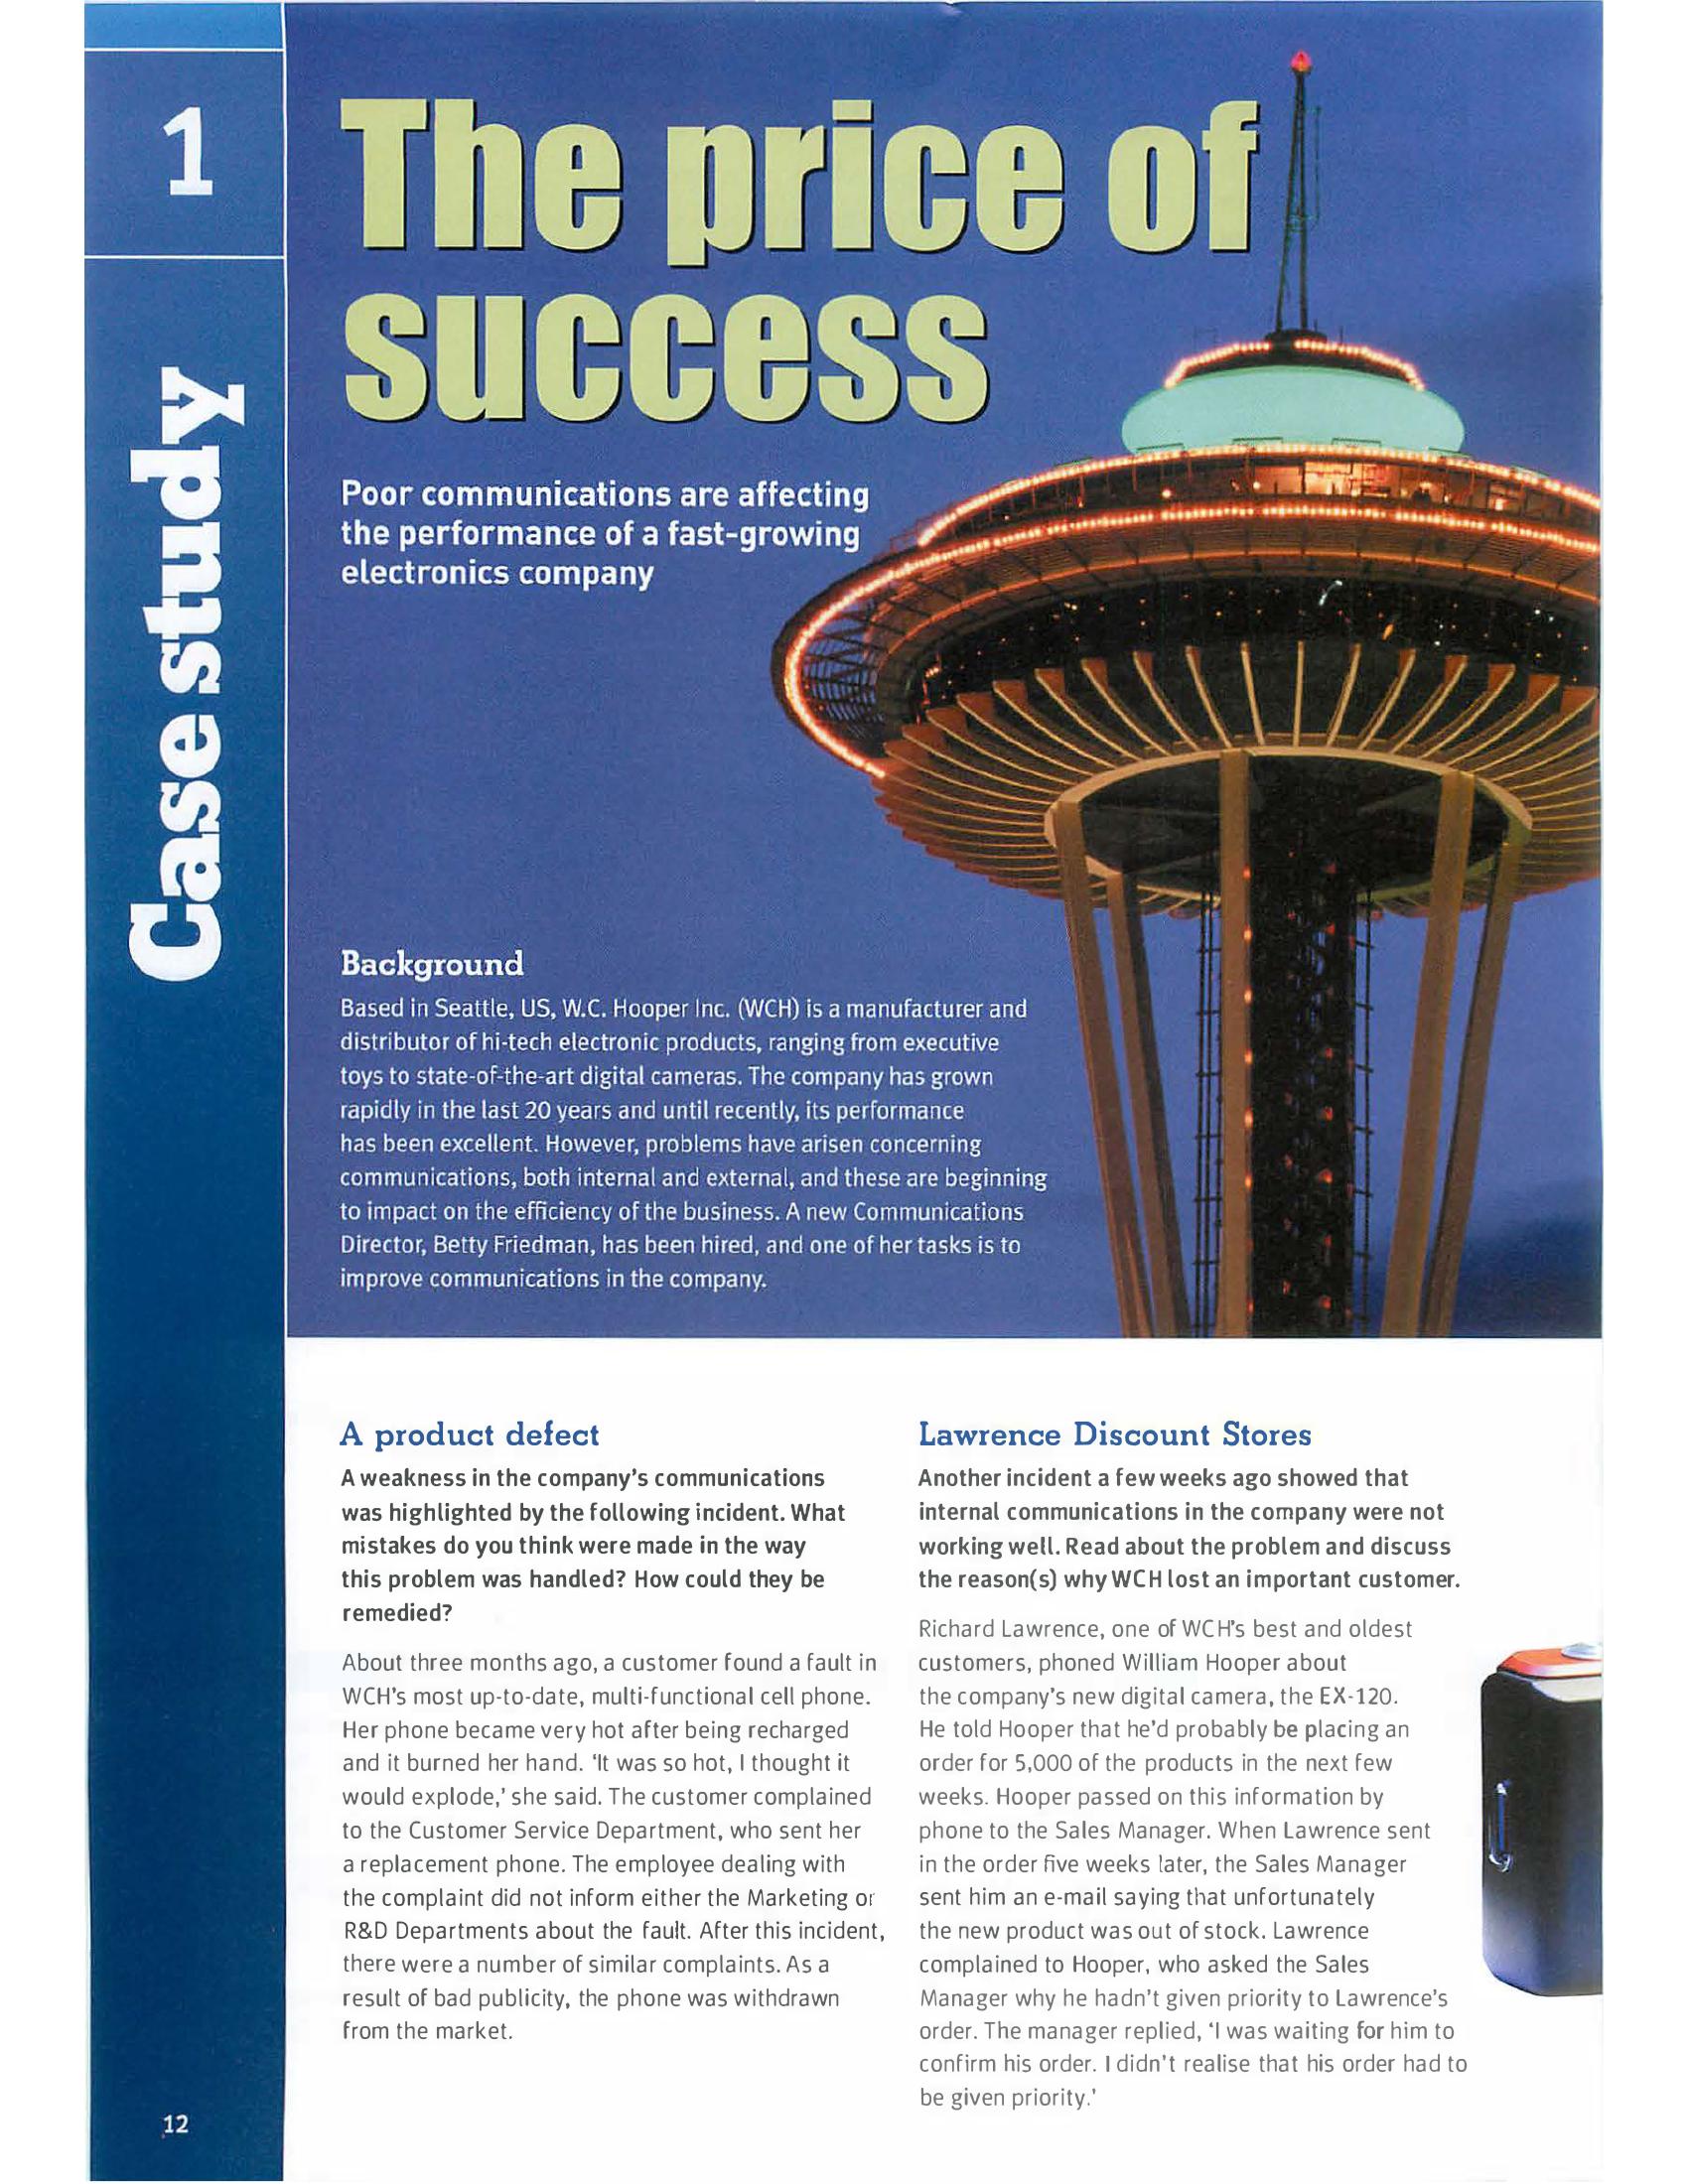 1
Case study
The price of
success
Poor communications are affecting
the performance of a fast-growing
electronics company
Background
Based in Seattle, US, W.C. Hooper Inc. (WCH) is a manufacturer and
distributor of hi-tech electronic products, ranging from executive
toys to state-of-the-art digital cameras. The company has grown
rapidly in the last 20 years and until recently, its performance
has been excellent. However, problems have arisen concerning
communications, both internal and external, and these are beginning
to impact on the efficiency of the business. A new Communications
Director, Betty Friedman, has been hired, and one of her tasks is to
improve communications in the company.
A product defect
A weakness in the company's communications
was highlighted by the following incident. What
mistakes do you think were made in the way
this problem was handled? How could they be
remedied?
About three months ago, a customer found a fault in
WCH's most up-to-date, multi-functional cell phone.
Her phone became very hot after being recharged
and it burned her hand. 'It was so hot, I thought it
would explode,' she said. The customer complained
to the Customer Service Department, who sent her
a replacement phone. The employee dealing with
the complaint did not inform either the Marketing or
R&D Departments about the fault. After this incident,
there were a number of similar complaints. As a
result of bad publicity, the phone was withdrawn
from the market.
Lawrence Discount Stores
Another incident a few weeks ago showed that
internal communications in the company were not
working well. Read about the problem and discuss
the reason(s) why WCH lost an important customer.
Richard Lawrence, one of WCH's best and oldest
customers, phoned William Hooper about
the company's new digital camera, the EX-120.
He told Hooper that he'd probably be placing an
order for 5,000 of the products in the next few
weeks. Hooper passed on this information by
phone to the Sales Manager. When Lawrence sent
in the order five weeks later, the Sales Manager
sent him an e-mail saying that unfortunately
the new product was out of stock. Lawrence
complained to Hooper, who asked the Sales
Manager why he hadn't given priority to Lawrence's
order. The manager replied, 'I was waiting for him to
confirm his order. I didn't realise that his order had to
be given priority.'
12